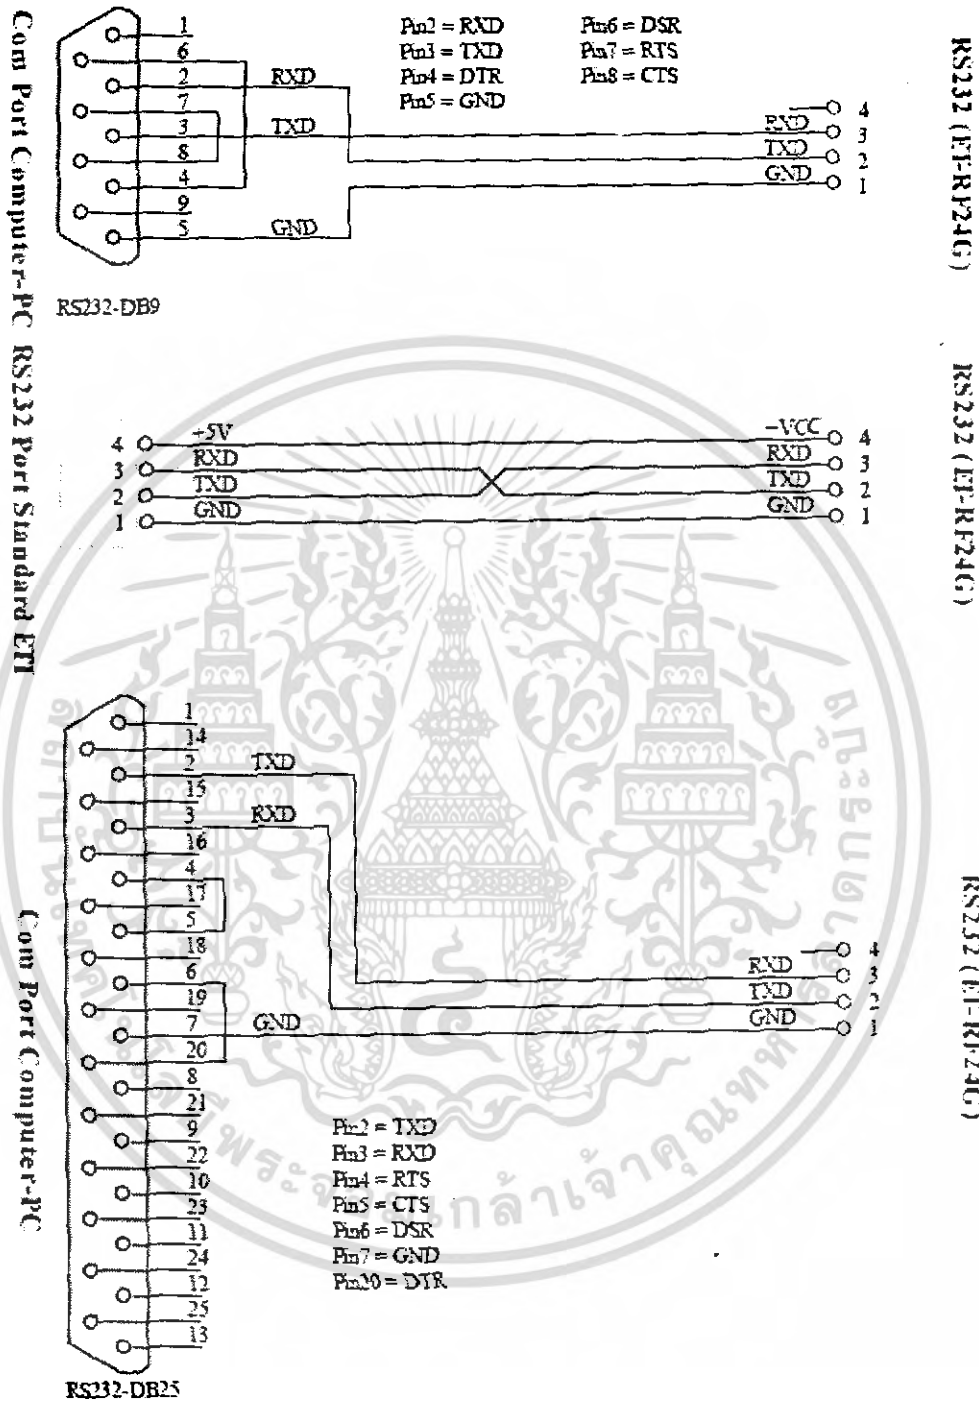 Pin2 = RXD
Pin3 = TXD
Pin4 = DTR
Pin5 = GND
Pin6 = DSR
Pin7 = RTS
Pin8 = CTS
1
6
2
7
3
8
4
9
5
RXD
TXD
GND
RXD
TXD
GND
4
3
2
1
RS232-DB9
Com Port Computer-PC
RS232 (ET-RF24G)
4
3
2
1
+5V
RXD
TXD
GND
-VCC
RXD
TXD
GND
4
3
2
1
RS232 Port Standard ETT
RS232 (ET-RF24G)
1
14
2
15
3
16
4
17
5
18
6
19
7
20
8
21
9
22
10
23
11
24
12
25
13
TXD
RXD
GND
RXD
TXD
GND
4
3
2
1
Pin2 = TXD
Pin3 = RXD
Pin4 = RTS
Pin5 = CTS
Pin6 = DSR
Pin7 = GND
Pin20 = DTR
RS232-DB25
Com Port Computer-PC
RS232 (ET-RF24G)